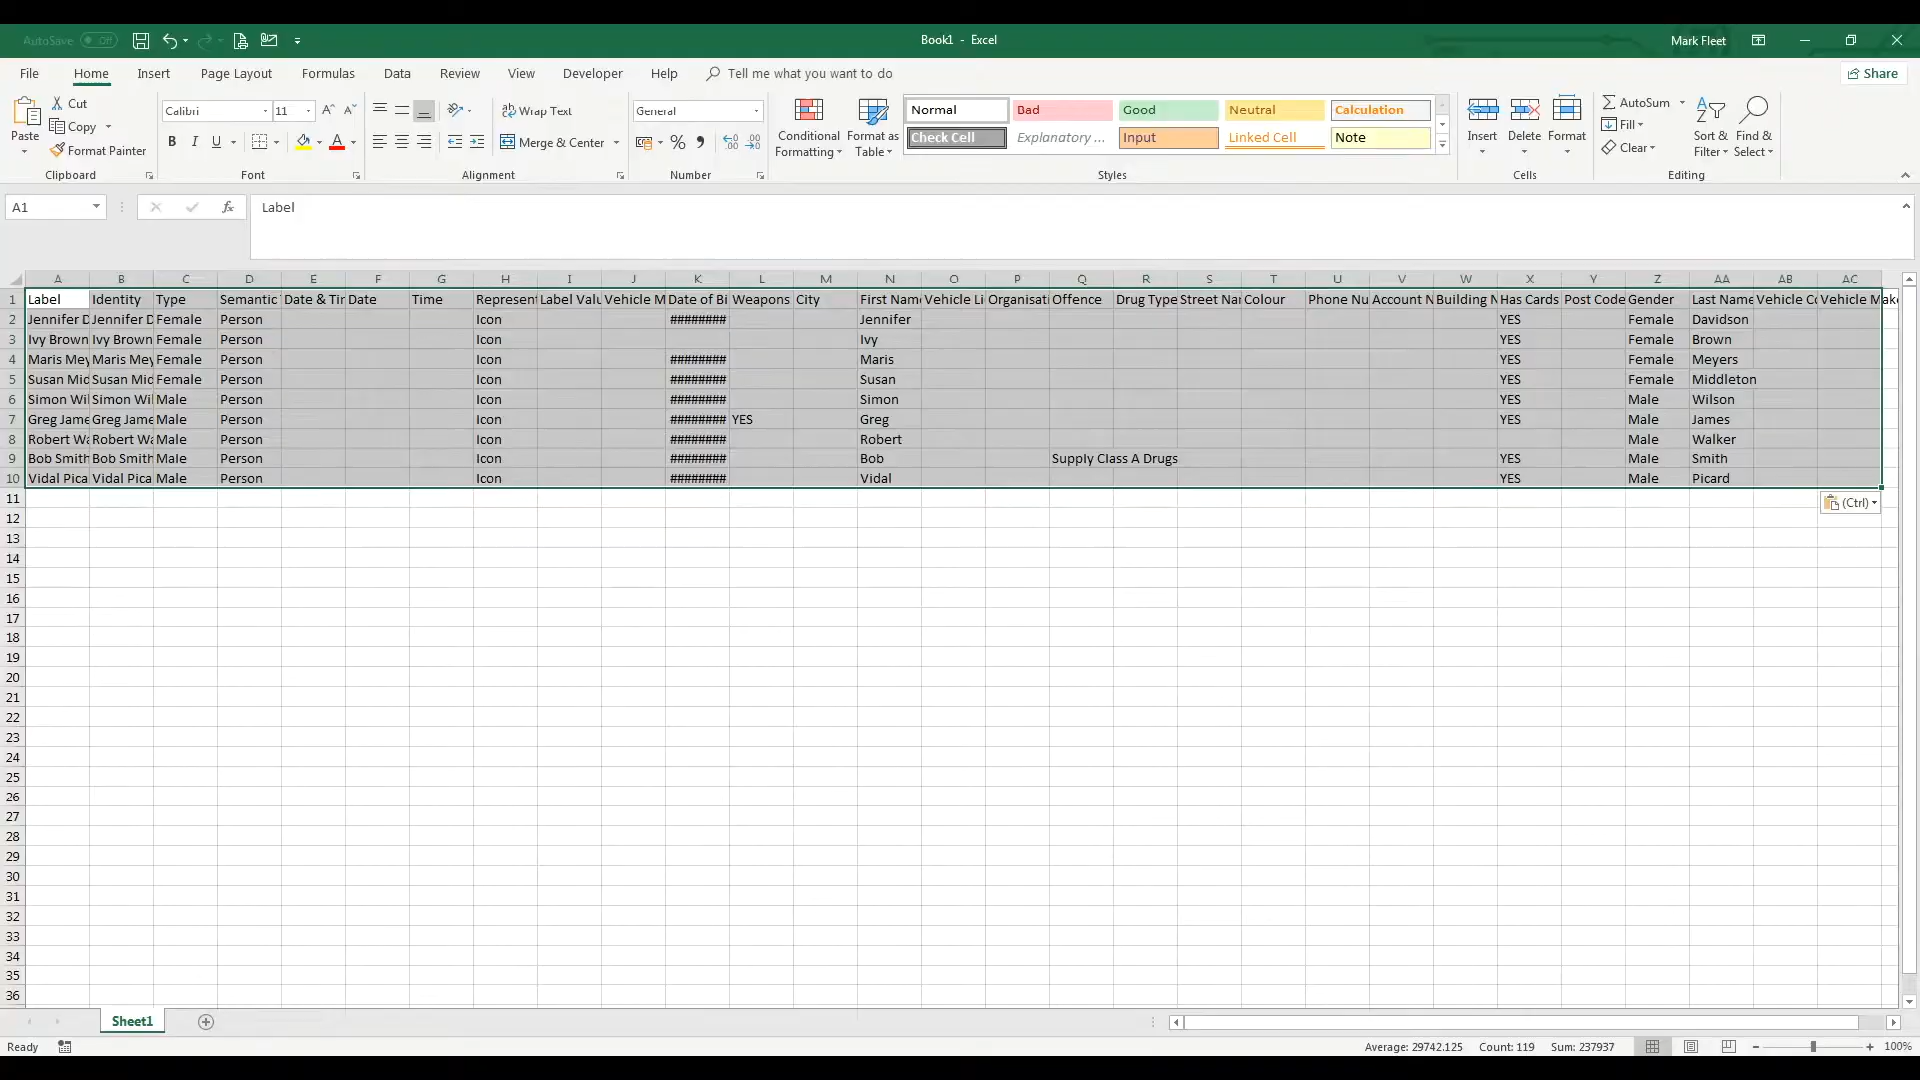 AutoSave Off Book1 - Excel Mark Fleet
File Home Insert Draw Page Layout Formulas Data Review View Developer Help Tell me what you want to do Share
Paste
Cut
Copy
Format Painter
Clipboard
Calibri 11
B I U
Font
Wrap Text
Merge & Center
Alignment
General
Number
Conditional Formatting
Format as Table
Normal Bad Good Neutral Calculation
Check Cell Explanatory ... Input Linked Cell Note
Styles
Insert Delete Format
Cells
AutoSum
Fill
Clear
Sort & Filter
Find & Select
Editing
A1 fx Label
A B C D E F G H I J K L M N O P Q R S T U V W X Y Z AA AB AC
1 Label Identity Type Semantic Date & Tir Date Time Represent Label Valu Vehicle M Date of Bi Weapons City First Name Vehicle Li Organisati Offence Drug Type Street Nar Colour Phone Nu Account N Building N Has Cards Post Code Gender Last Name Vehicle Co Vehicle Make
2 Jennifer D Jennifer D Female Person Icon ######## Jennifer YES Female Davidson
3 Ivy Brown Ivy Brown Female Person Icon Ivy YES Female Brown
4 Maris Mey Maris Mey Female Person Icon ######## Maris YES Female Meyers
5 Susan Mid Susan Mid Female Person Icon ######## Susan YES Female Middleton
6 Simon Wil Simon Wil Male Person Icon ######## Simon YES Male Wilson
7 Greg Jame Greg Jame Male Person Icon ######## YES Greg YES Male James
8 Robert Wa Robert Wa Male Person Icon ######## Robert Male Walker
9 Bob Smith Bob Smith Male Person Icon ######## Bob Supply Class A Drugs YES Male Smith
10 Vidal Pica Vidal Pica Male Person Icon ######## Vidal YES Male Picard
(Ctrl)
11
12
13
14
15
16
17
18
19
20
21
22
23
24
25
26
27
28
29
30
31
32
33
34
35
36
Sheet1
Ready Average: 29742.125 Count: 119 Sum: 237937 100%